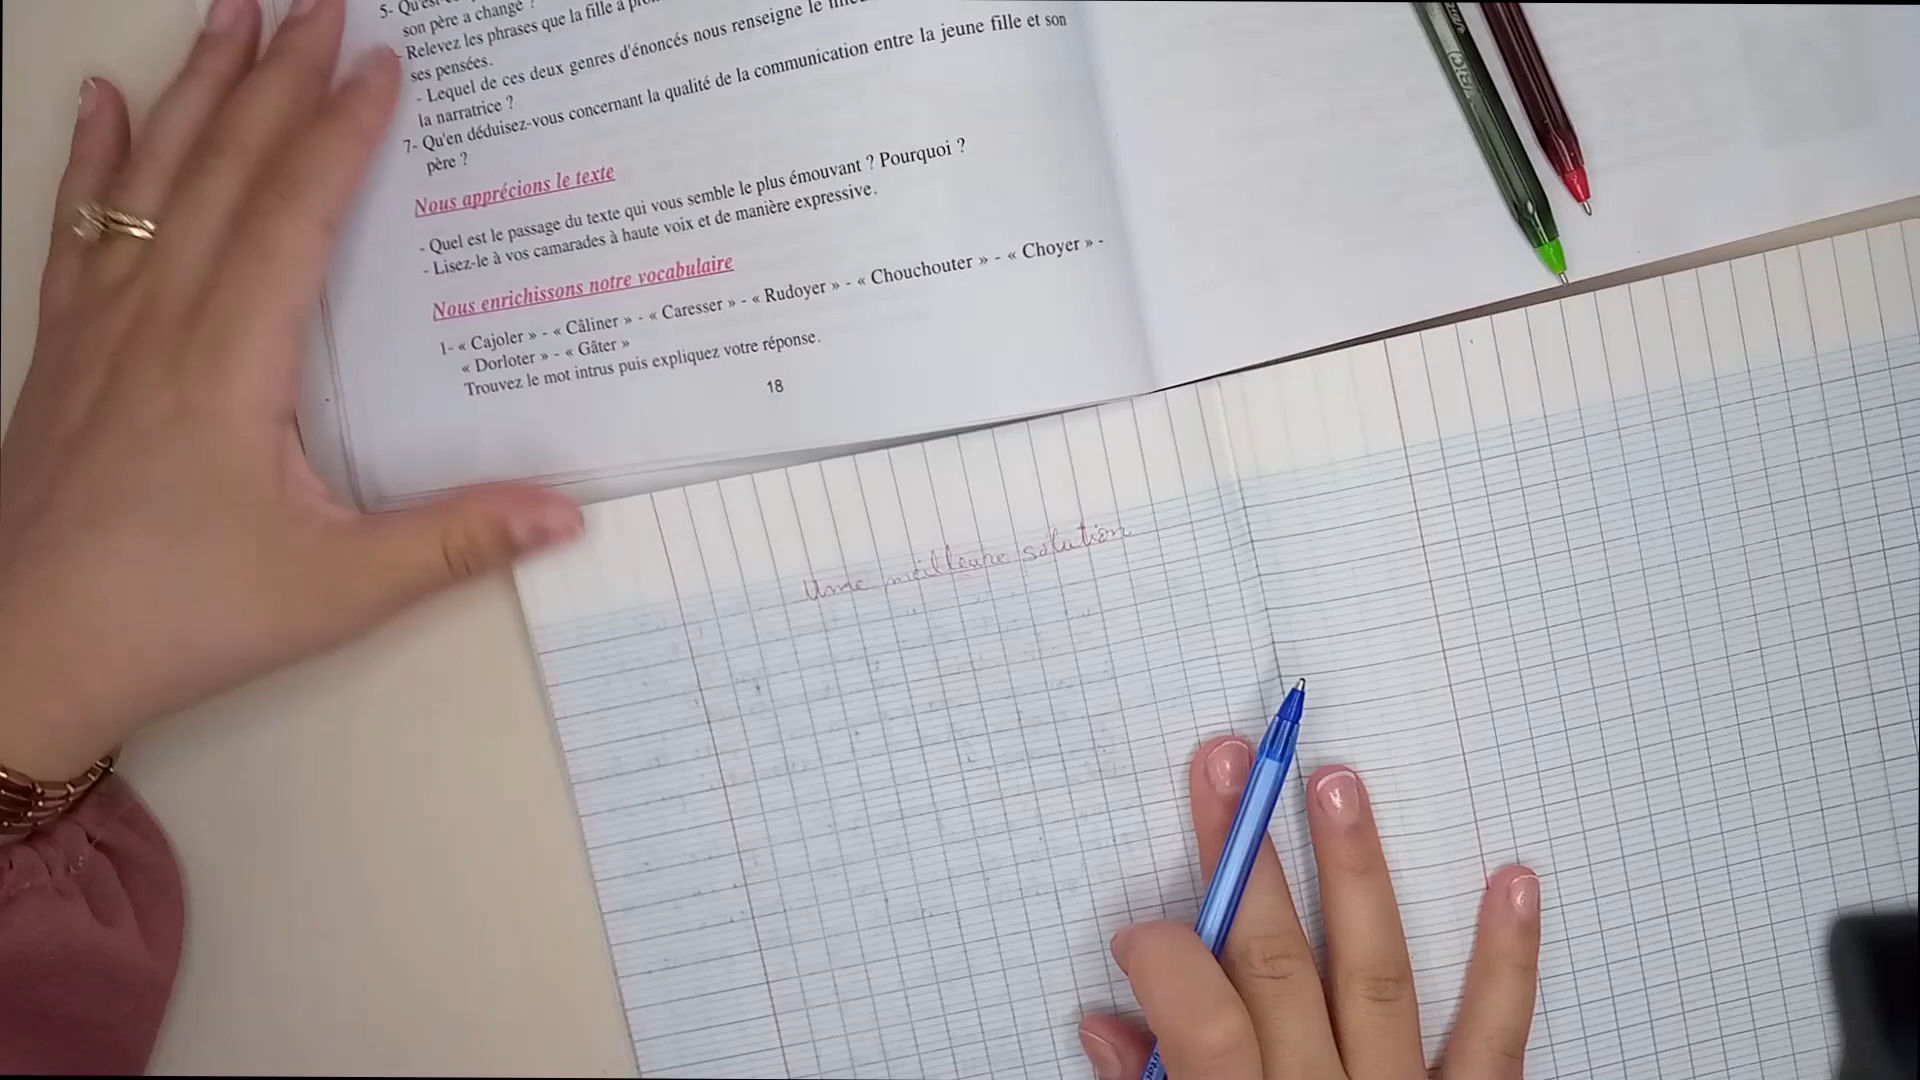 5-
son père a changé ?
- Relevez les phrases que la fille a
ses pensées.
- Lequel de ces deux genres d'énoncés nous renseigne le
la narratrice ?
7- Qu'en déduisez-vous concernant la qualité de la communication entre la jeune fille et son
père ?
Nous apprécions le texte
- Quel est le passage du texte qui vous semble le plus émouvant ? Pourquoi ?
- Lisez-le à vos camarades à haute voix et de manière expressive.
Nous enrichissons notre vocabulaire
1- « Cajoler » - « Câliner » - « Caresser » - « Rudoyer » - « Chouchouter » - « Choyer » -
« Dorloter » - « Gâter »
Trouvez le mot intrus puis expliquez votre réponse.
18
Une meilleure solution